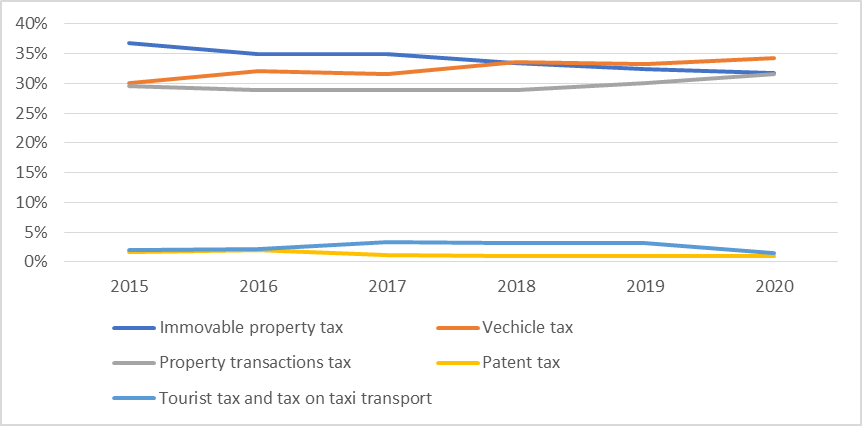 40%
35%
30%
25%
20%
15%
10%
5%
0%
2015 2016 2017 2018 2019 2020
Immovable property tax Vechicle tax
Property transactions tax Patent tax
Tourist tax and tax on taxi transport